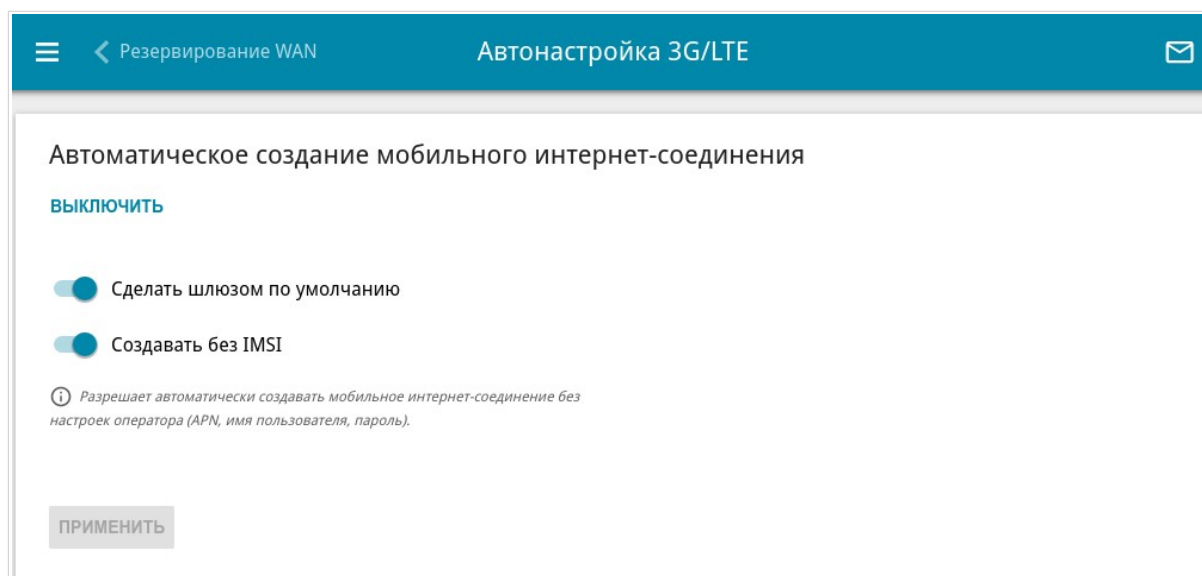 Резервирование WAN
Автонастройка 3G/LTE
Автоматическое создание мобильного интернет-соединения
ВЫКЛЮЧИТЬ
Сделать шлюзом по умолчанию
Создавать без IMSI
Разрешает автоматически создавать мобильное интернет-соединение без
настроек оператора (APN, имя пользователя, пароль).
ПРИМЕНИТЬ